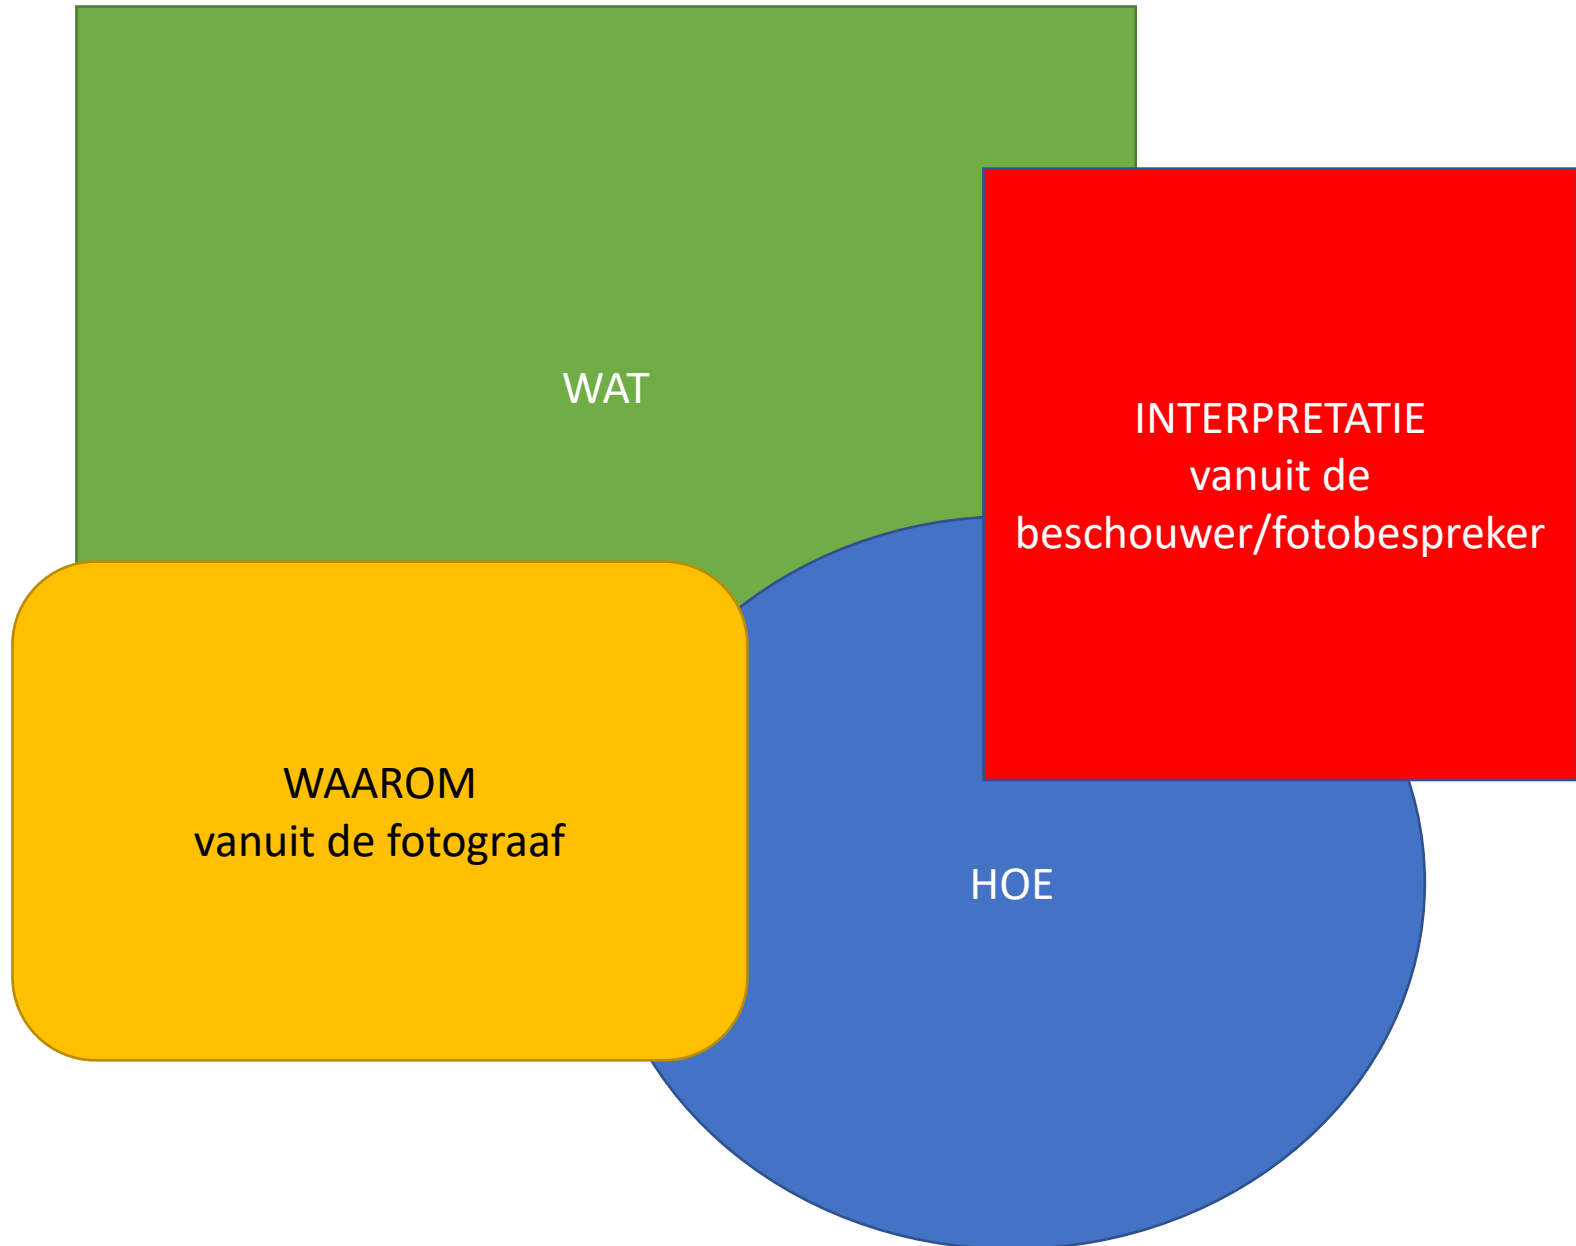 WAT
INTERPRETATIE
vanuit de
beschouwer/fotobespreker
WAAROM
vanuit de fotograaf
HOE